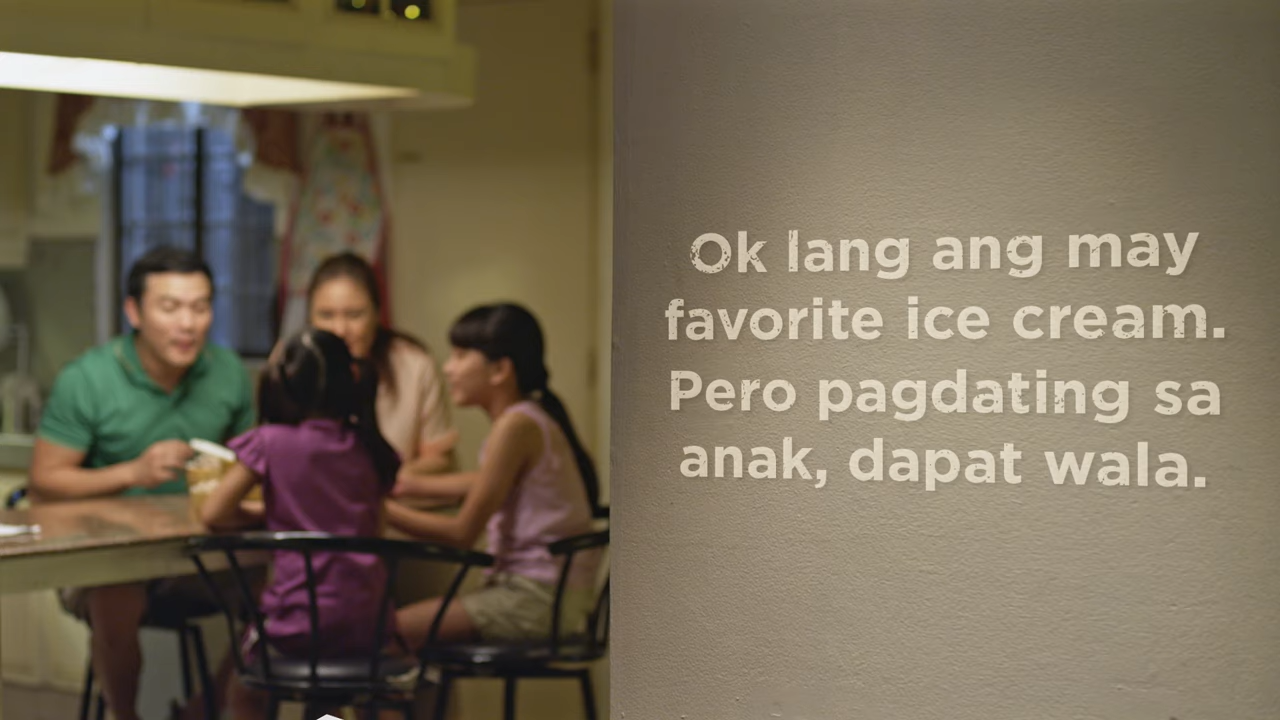 Ok lang ang may
favorite ice cream.
Pero pagdating sa
anak, dapat wala.